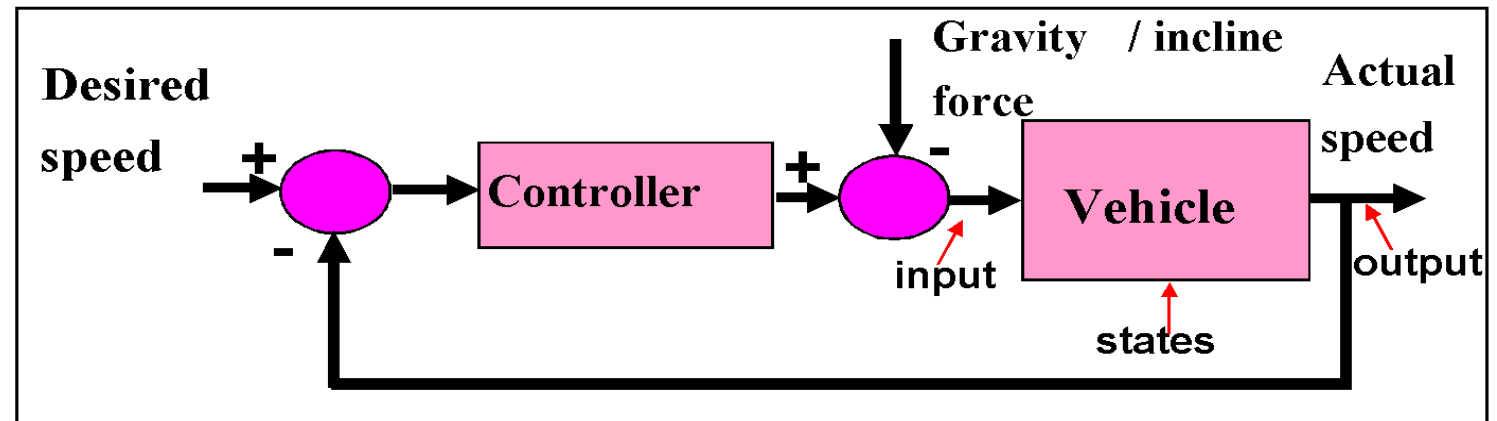 Desired
speed
+
-
Controller
+
Gravity / incline
force
-
Vehicle
Actual
speed
input
states
output